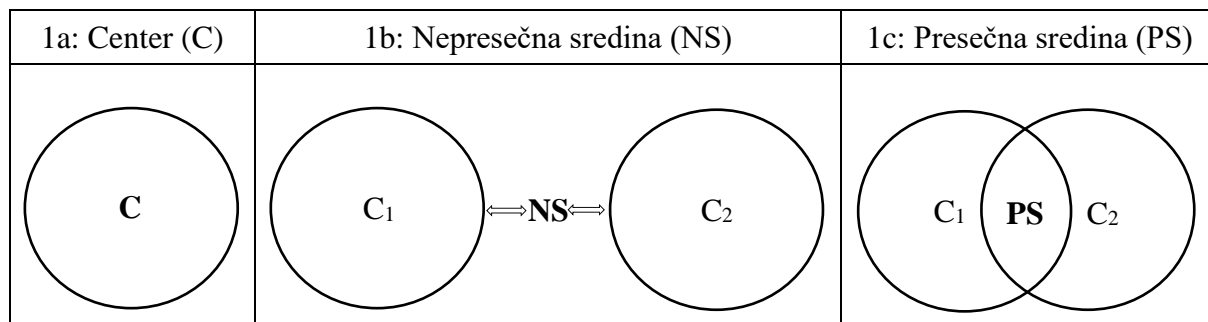 1a: Center (C)
1b: Nepresečna sredina (NS)
1c: Presečna sredina (PS)
C
C₁
NS
C₂
C₁
PS
C₂